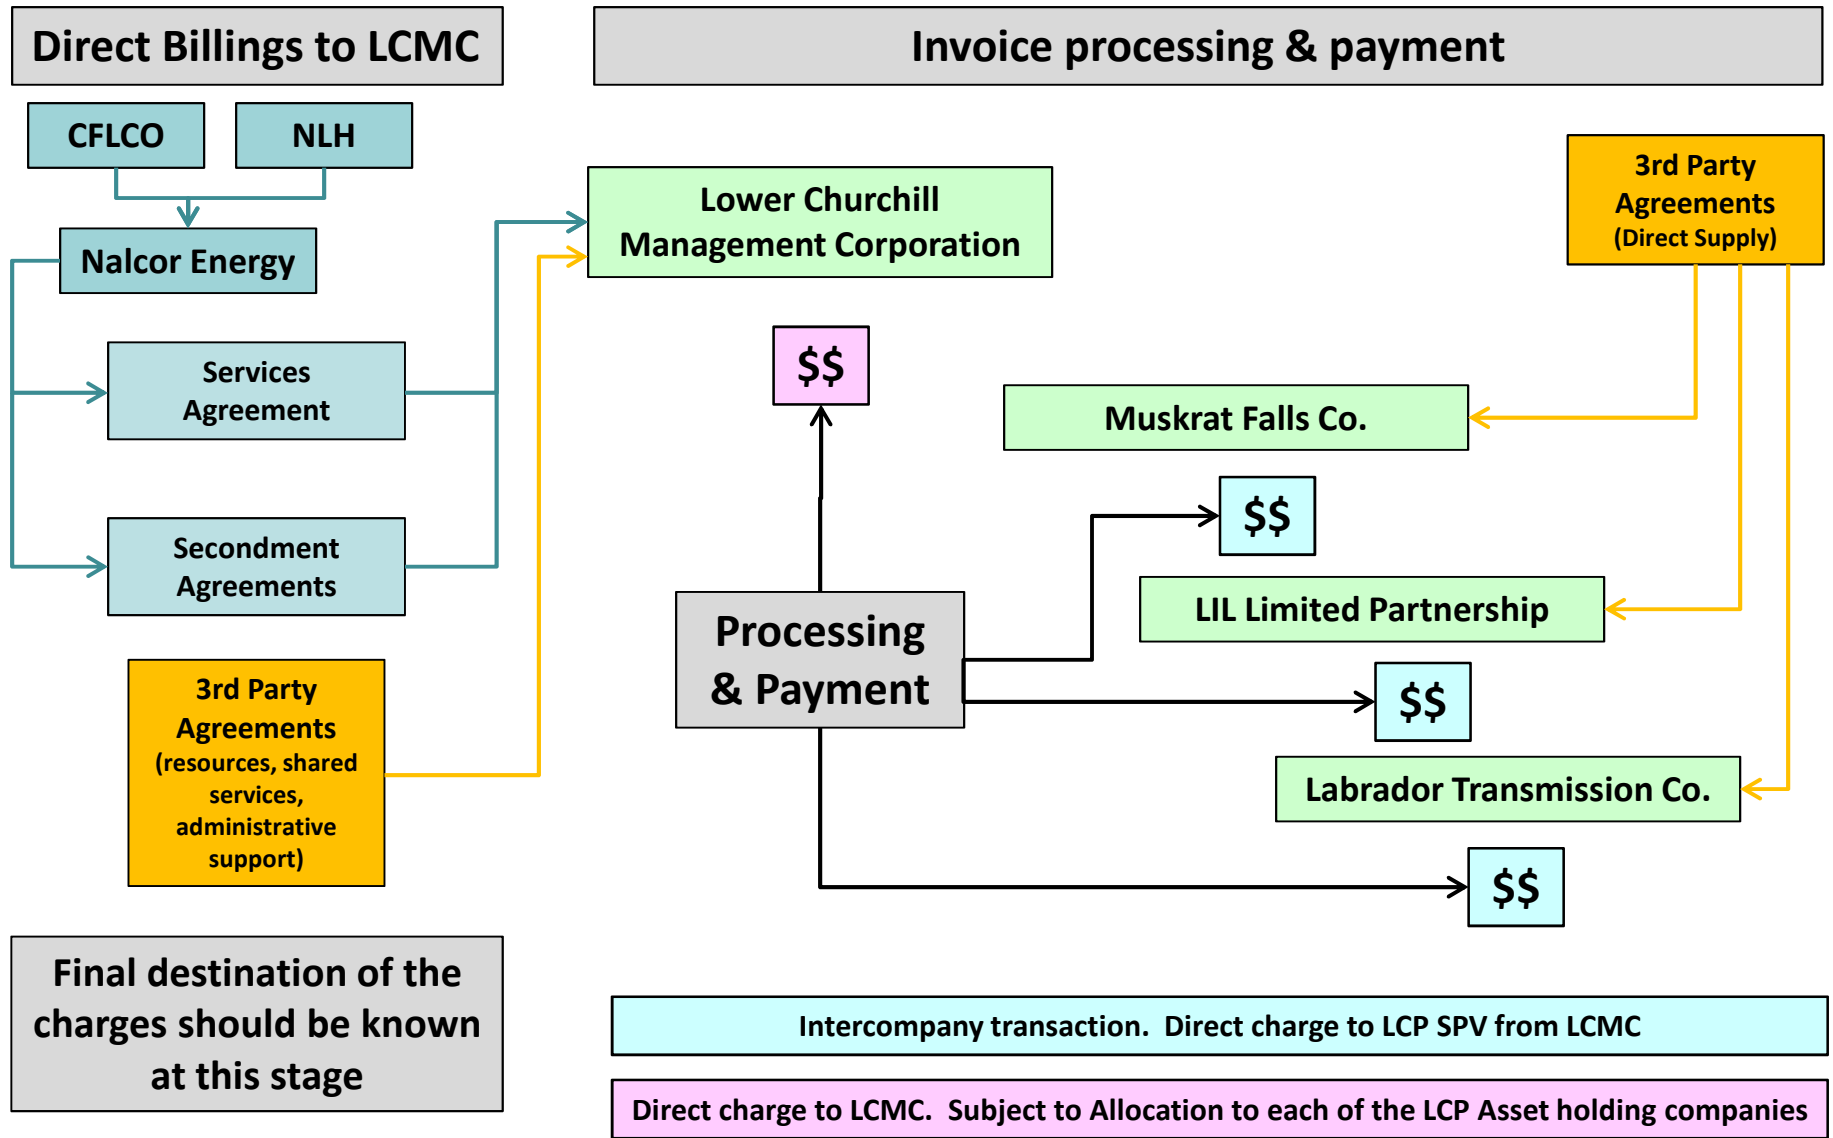 Direct Billings to LCMC
Invoice processing & payment
CFLCO
NLH
Nalcor Energy
Services
Agreement
Secondment
Agreements
3rd Party
Agreements
(resources, shared
services,
administrative
support)
Final destination of the
charges should be known
at this stage
Lower Churchill
Management Corporation
3rd Party
Agreements
(Direct Supply)
$$
Muskrat Falls Co.
$$
LIL Limited Partnership
Processing
& Payment
$$
Labrador Transmission Co.
$$
Intercompany transaction.  Direct charge to LCP SPV from LCMC
Direct charge to LCMC.  Subject to Allocation to each of the LCP Asset holding companies